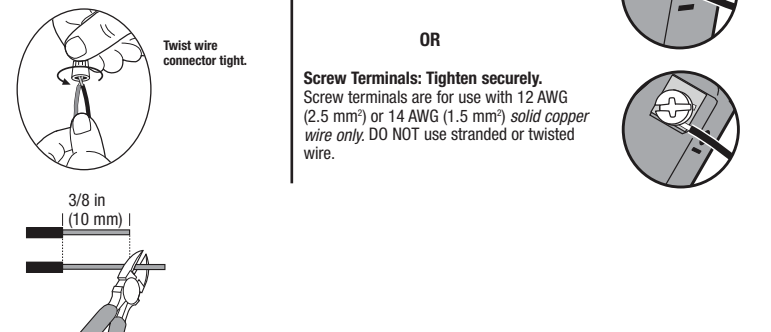 Twist wire
connector tight.
3/8 in
(10 mm)
OR
Screw Terminals: Tighten securely.
Screw terminals are for use with 12 AWG
(2.5 mm²) or 14 AWG (1.5 mm²) solid copper
wire only. DO NOT use stranded or twisted
wire.